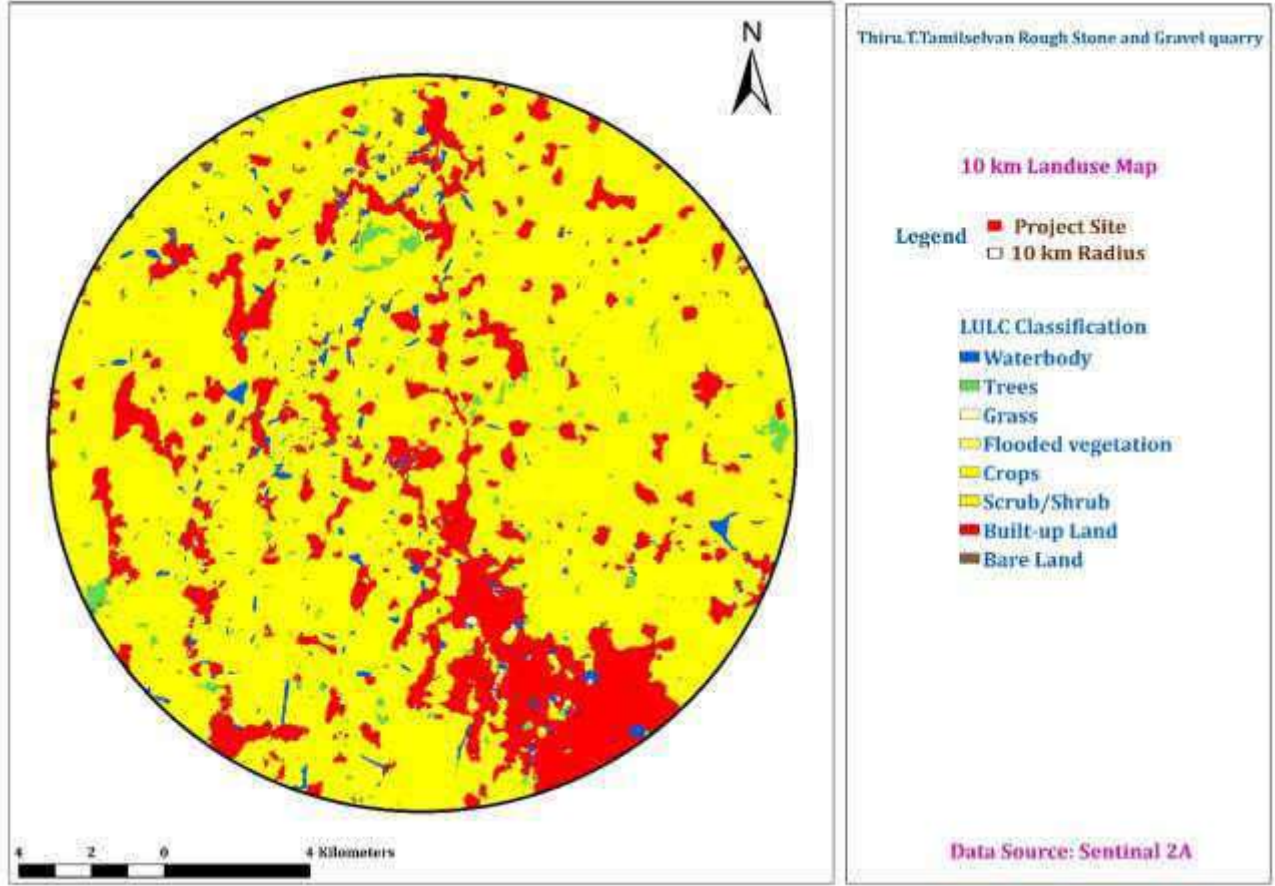 N
4 2 0 4 Kilometers
Thiru.T.Tamilselvan Rough Stone and Gravel quarry
10 km Landuse Map
Legend
Project Site
10 km Radius
LULC Classification
Waterbody
Trees
Grass
Flooded vegetation
Crops
Scrub/Shrub
Built-up Land
Bare Land
Data Source: Sentinal 2A